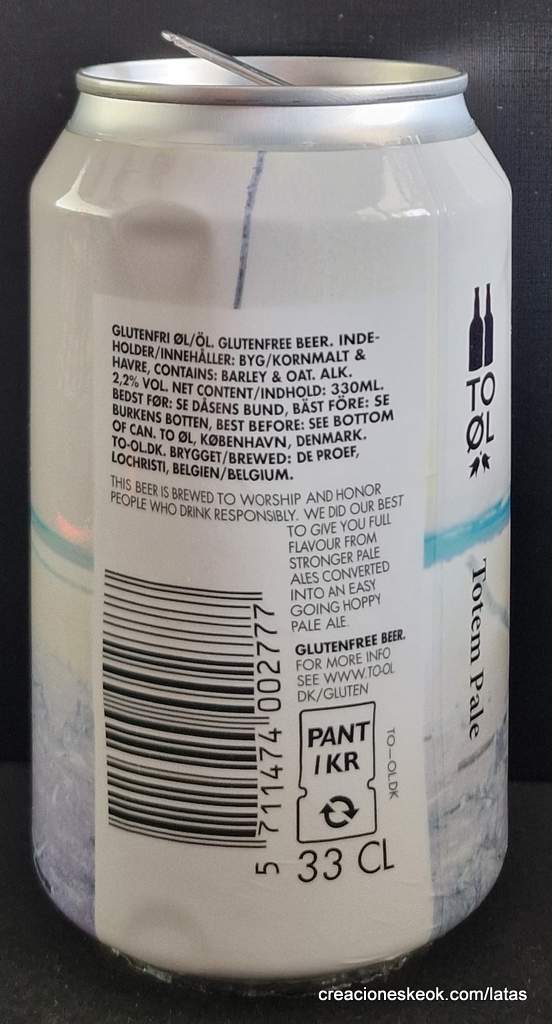 GLUTENFRI ØL/ÖL. GLUTENFREE BEER. INDE-
HOLDER/INNEHÅLLER: BYG/KORNMALT &
HAVRE, CONTAINS: BARLEY & OAT. ALK.
2,2% VOL. NET CONTENT/INDHOLD: 330ML.
BEDST FØR: SE DÅSENS BUND, BÄST FÖRE: SE
BURKENS BOTTEN, BEST BEFORE: SEE BOTTOM
OF CAN. TO ØL, KØBENHAVN, DENMARK.
TO-OL.DK. BRYGGET/BREWED: DE PROEF,
LOCHRISTI, BELGIEN/BELGIUM.
THIS BEER IS BREWED TO WORSHIP AND HONOR
PEOPLE WHO DRINK RESPONSIBLY. WE DID OUR BEST
TO GIVE YOU FULL
FLAVOUR FROM
STRONGER PALE
ALES CONVERTED
INTO AN EASY
GOING HOPPY
PALE ALE.
GLUTENFREE BEER.
FOR MORE INFO
SEE WWW.TO-OL
DK/GLUTEN
5 711474 002777
PANT
1 KR
TO—OL.DK
33 CL
TO
ØL
Totem Pale
creacioneskeok.com/latas